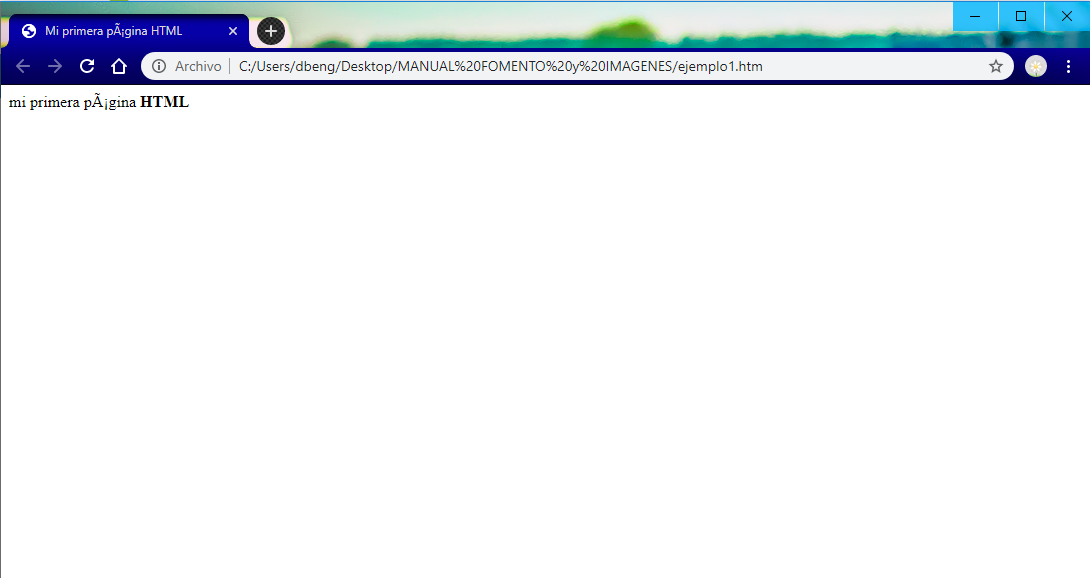 Mi primera pÃ¡gina HTML
Archivo | C:/Users/dbeng/Desktop/MANUAL%20FOMENTO%20y%20IMAGENES/ejemplo1.htm
mi primera pÃ¡gina HTML